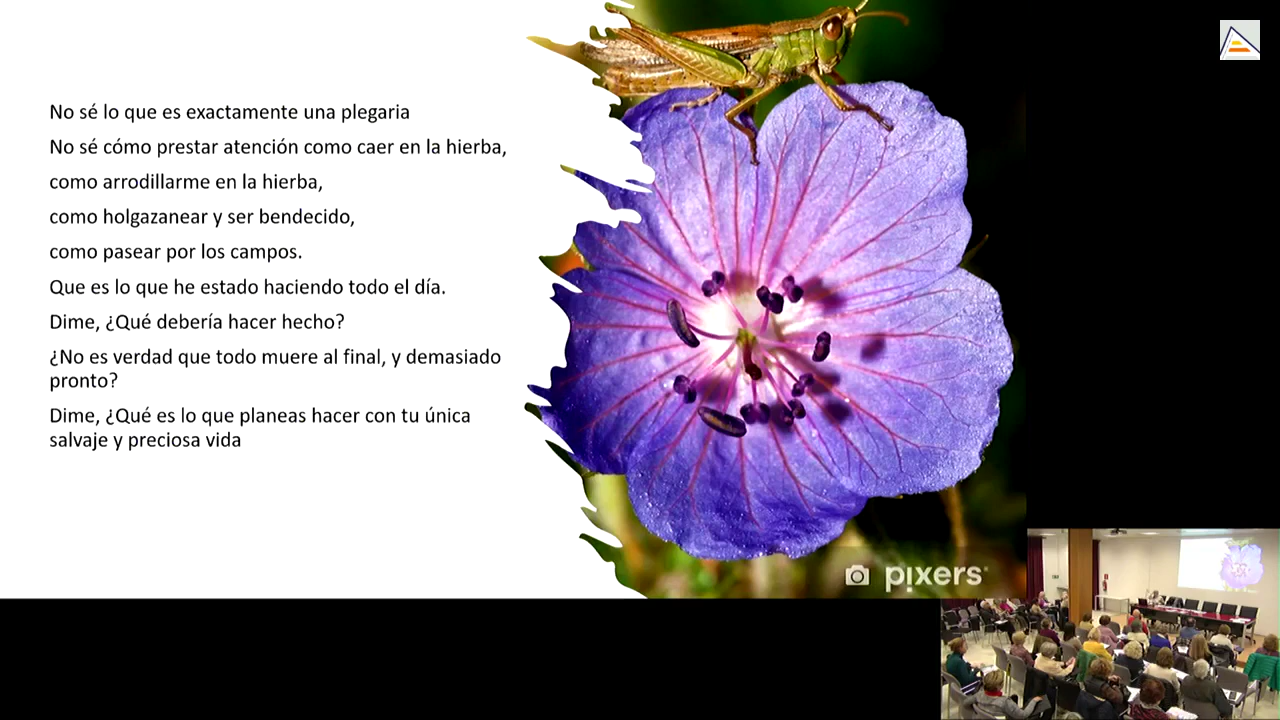 No sé lo que es exactamente una plegaria
No sé cómo prestar atención como caer en la hierba,
como arrodillarme en la hierba,
como holgazanear y ser bendecido,
como pasear por los campos.
Que es lo que he estado haciendo todo el día.
Dime, ¿Qué debería hacer hecho?
¿No es verdad que todo muere al final, y demasiado
pronto?
Dime, ¿Qué es lo que planeas hacer con tu única
salvaje y preciosa vida
pixers